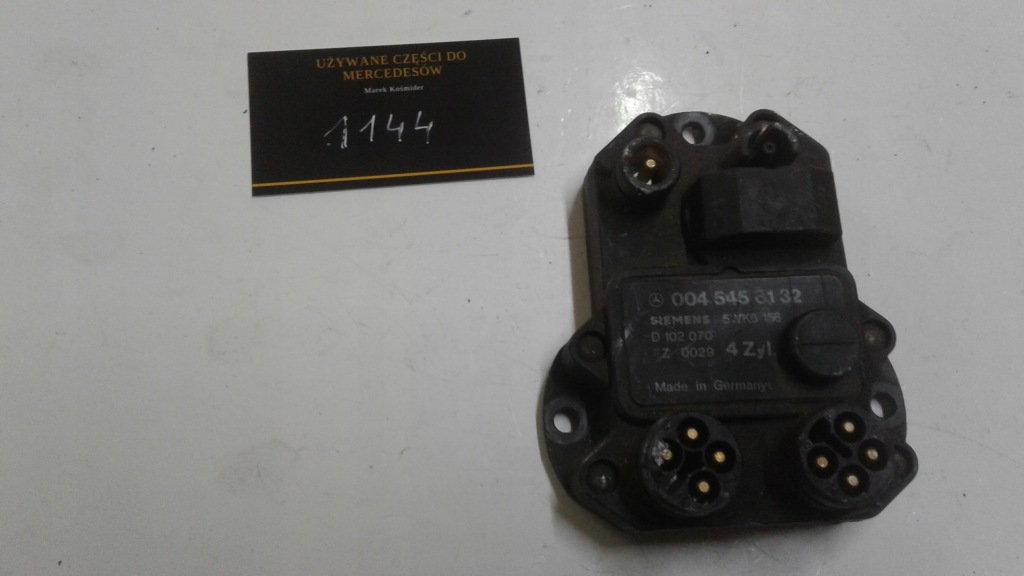 UŻYWANE CZĘŚCI DO
MERCEDESÓW
Marek Kośmider
1144
004 545 31 32
SIEMENS
D 102 070
0029 4 Zyl.
Made in Germany